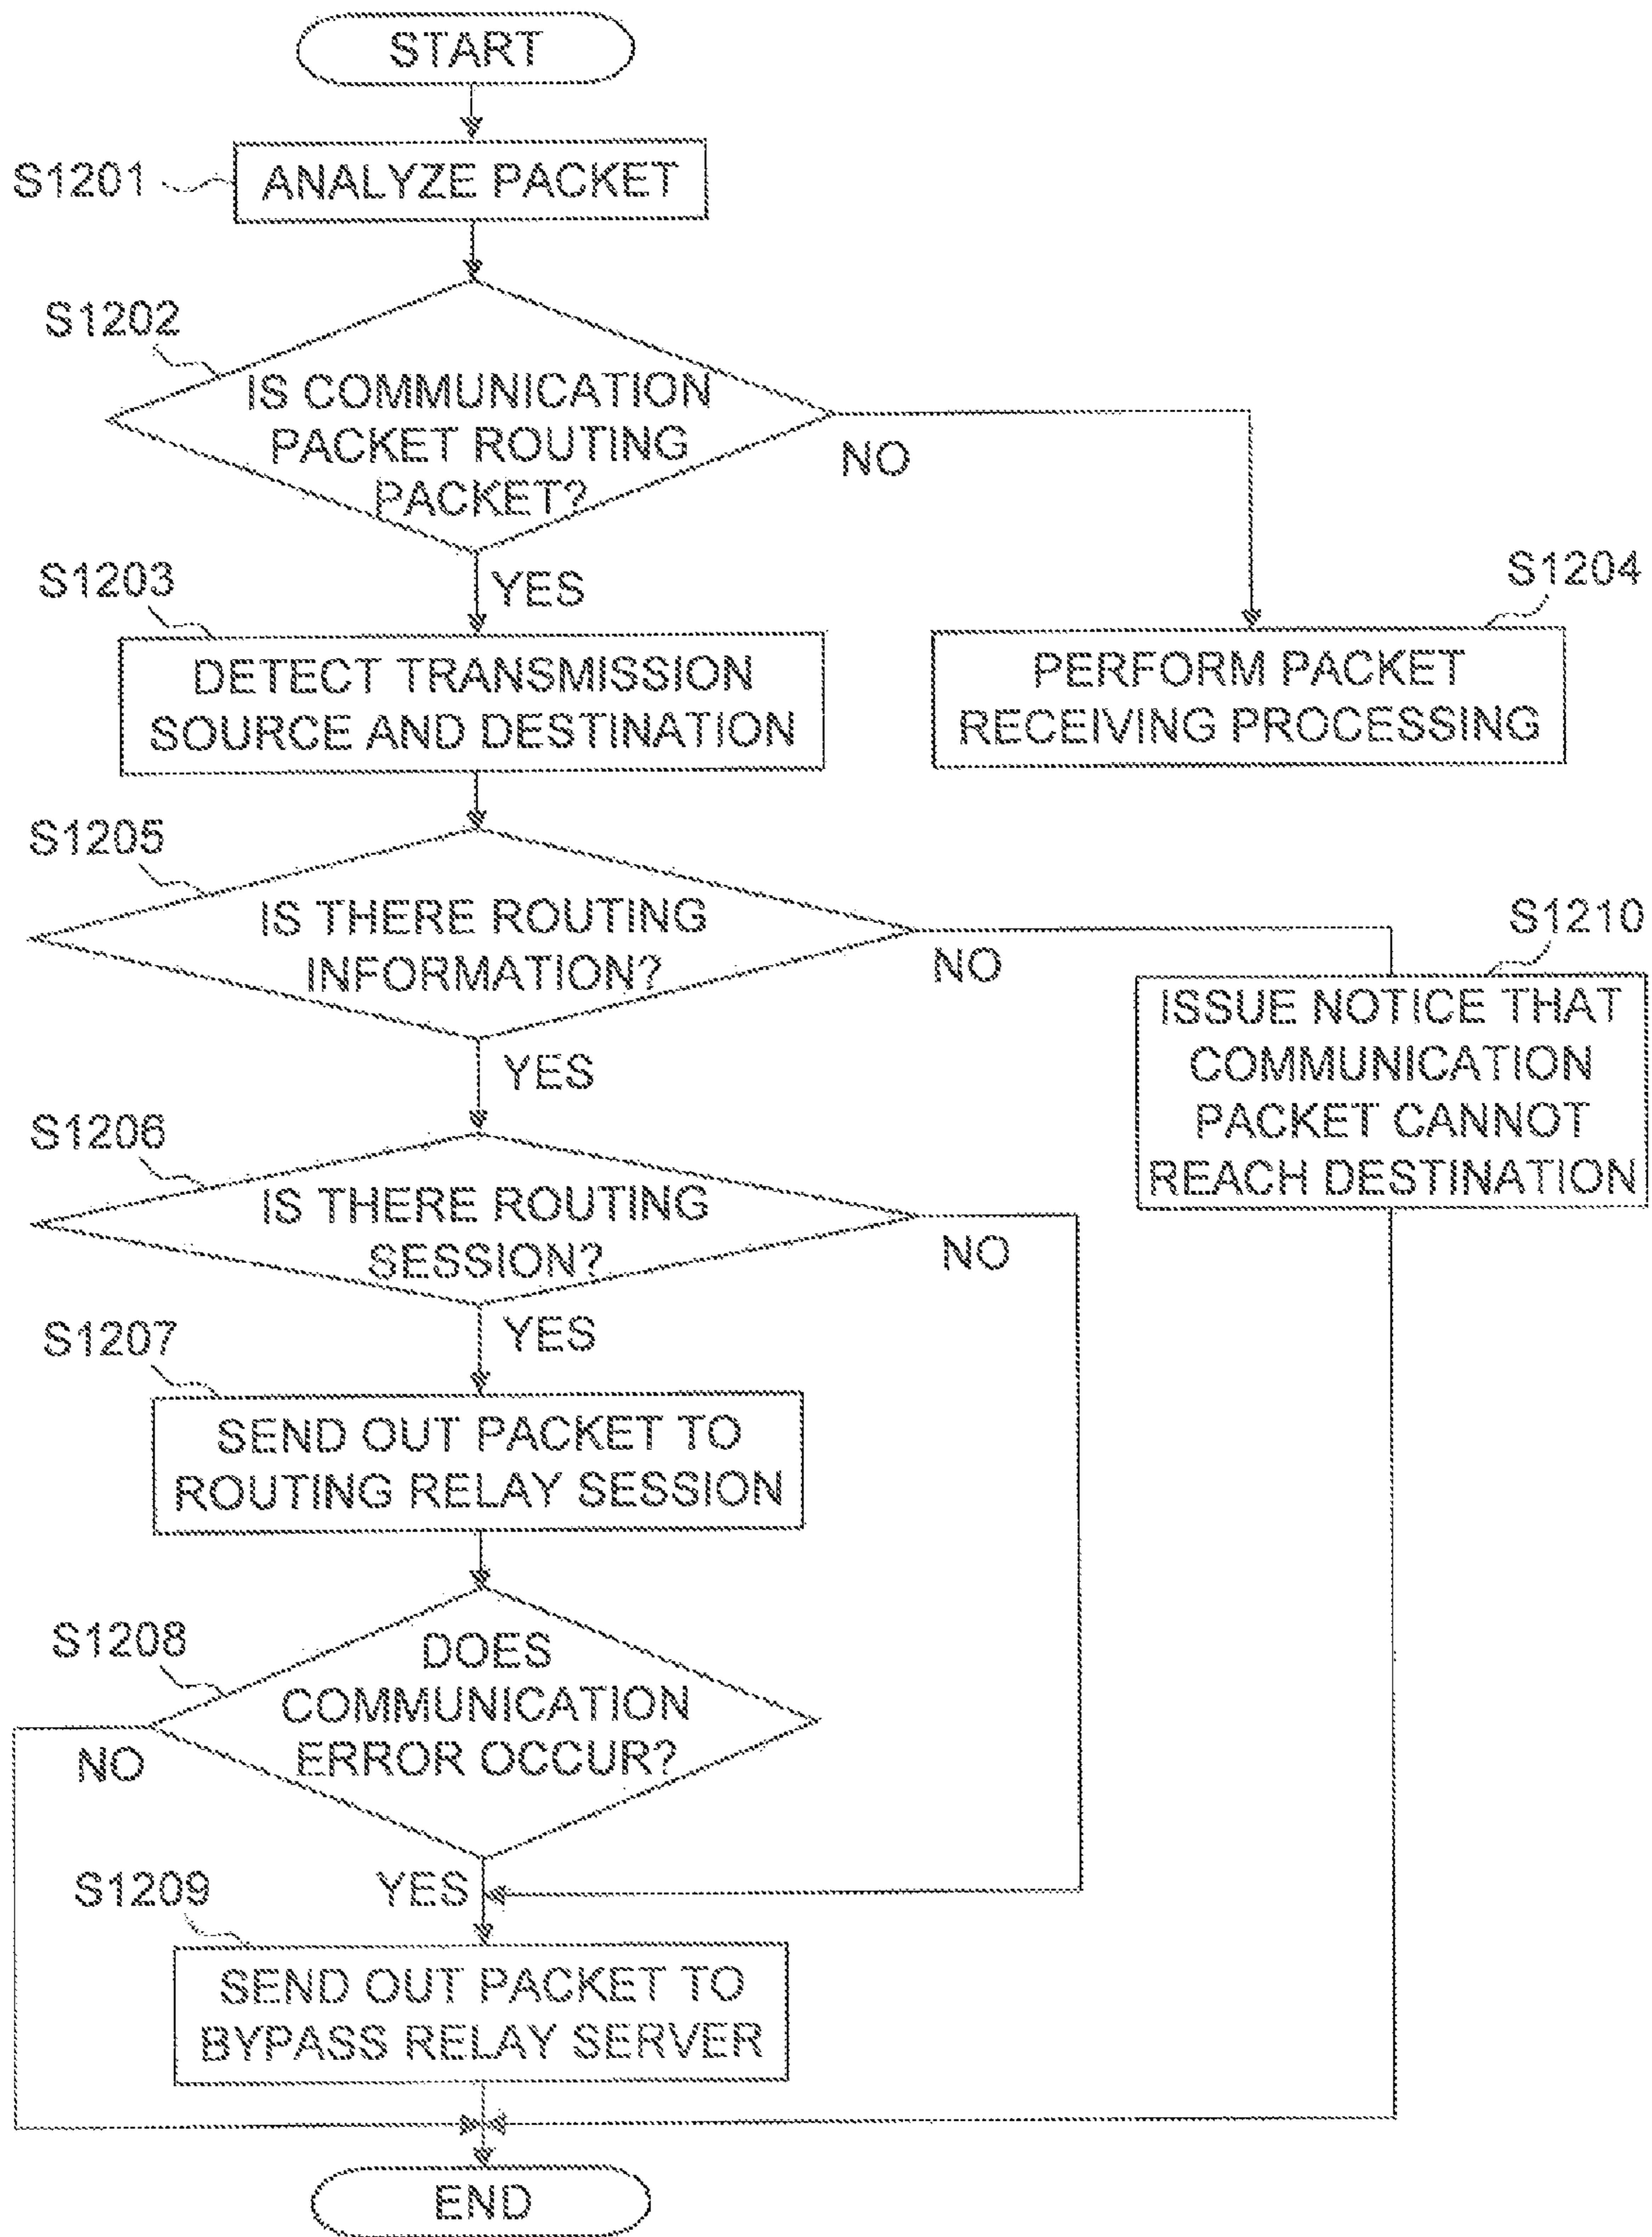 START
S1201
ANALYZE PACKET
S1202
IS COMMUNICATION
PACKET ROUTING
PACKET?
NO
YES
S1203
DETECT TRANSMISSION
SOURCE AND DESTINATION
S1204
PERFORM PACKET
RECEIVING PROCESSING
S1205
IS THERE ROUTING
INFORMATION?
NO
YES
S1210
ISSUE NOTICE THAT
COMMUNICATION
PACKET CANNOT
REACH DESTINATION
S1206
IS THERE ROUTING
SESSION?
NO
YES
S1207
SEND OUT PACKET TO
ROUTING RELAY SESSION
S1208
DOES
COMMUNICATION
ERROR OCCUR?
NO
YES
S1209
SEND OUT PACKET TO
BYPASS RELAY SERVER
END